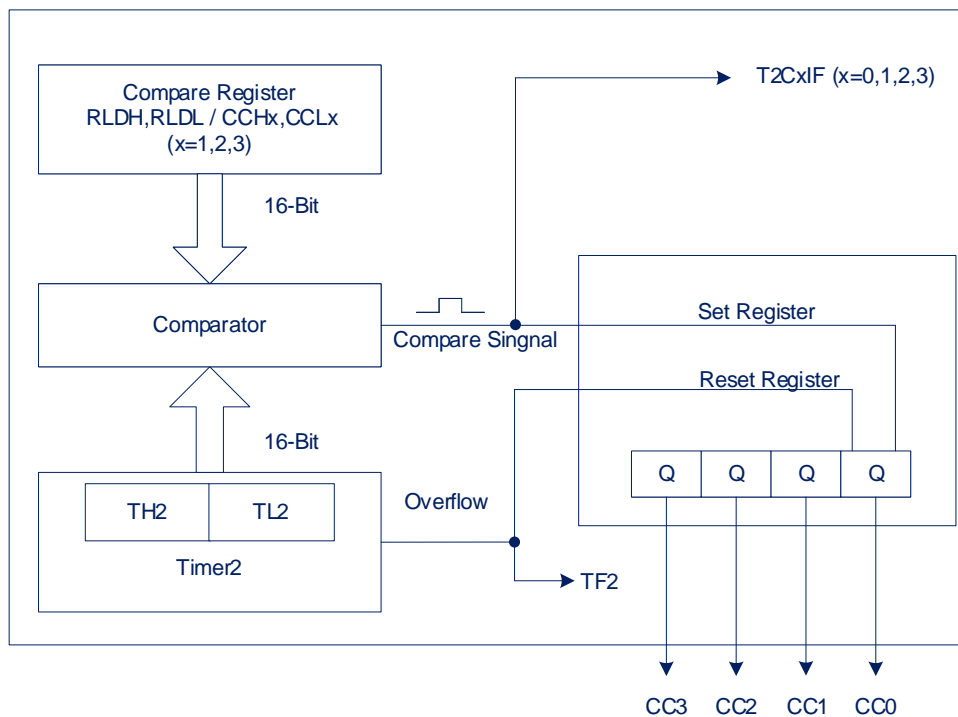 Compare Register
RLDH,RLDL / CCHx,CCLx
(x=1,2,3)
T2CxIF (x=0,1,2,3)
16-Bit
Comparator
Compare Singnal
Set Register
Reset Register
16-Bit
TH2 TL2
Timer2
Overflow
TF2
Q Q Q Q
CC3 CC2 CC1 CC0